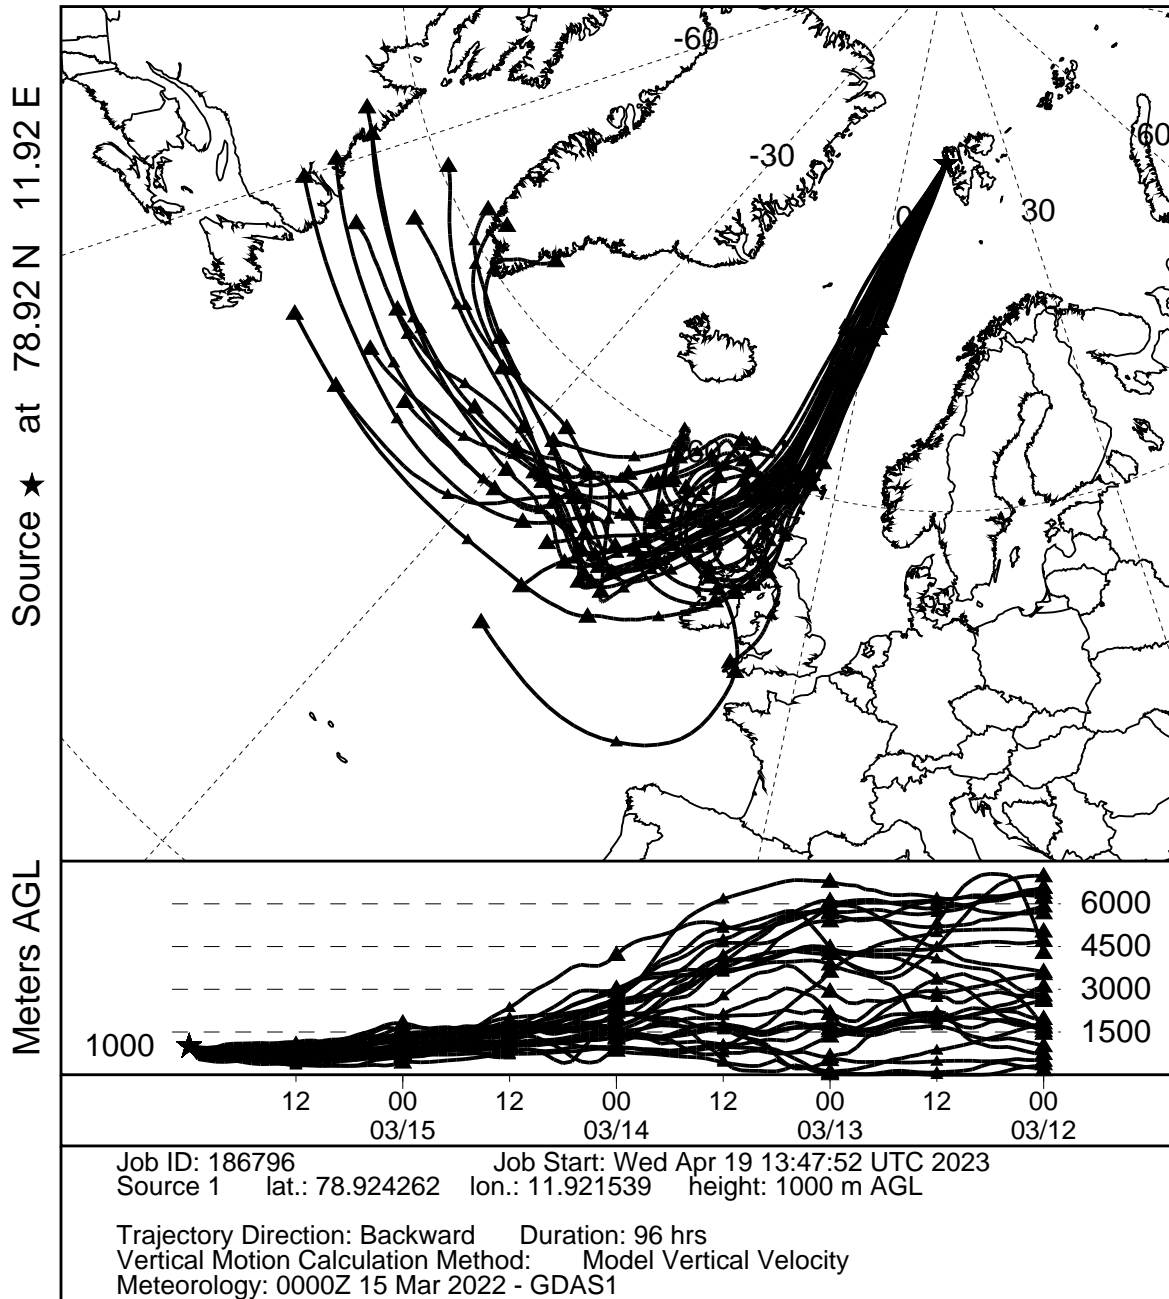 Source ★ at 78.92 N 11.92 E
-60
-30
60
0
30
Meters AGL
6000
4500
3000
1500
1000
12 00 12 00 12 00 12 00
03/15 03/14 03/13 03/12
Job ID: 186796 Job Start: Wed Apr 19 13:47:52 UTC 2023
Source 1 lat.: 78.924262 lon.: 11.921539 height: 1000 m AGL
Trajectory Direction: Backward Duration: 96 hrs
Vertical Motion Calculation Method: Model Vertical Velocity
Meteorology: 0000Z 15 Mar 2022 - GDAS1